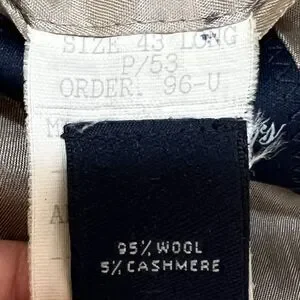 SIZE 43 LONG
P/53
ORDER. 96-U
95% WOOL
5% CASHMERE